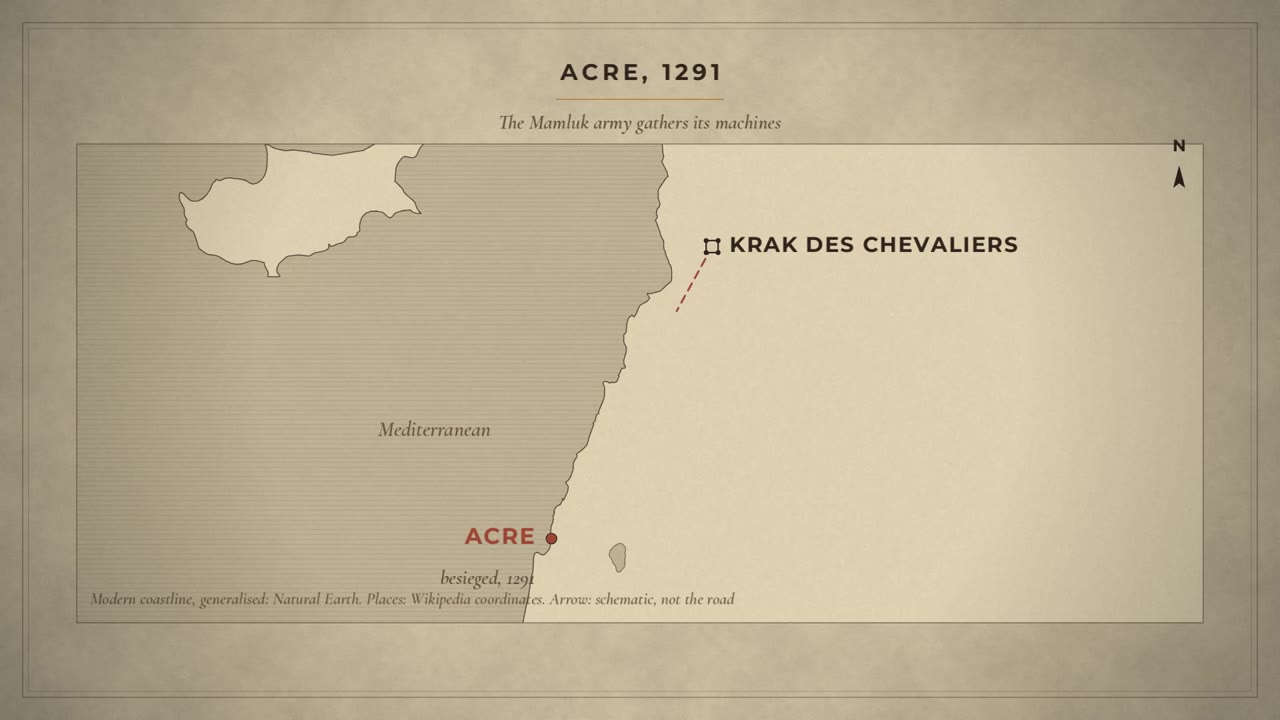 ACRE, 1291
The Mamluk army gathers its machines
N
KRAK DES CHEVALIERS
Mediterranean
ACRE
besieged, 1291
Modern coastline, generalised: Natural Earth. Places: Wikipedia coordinates. Arrow: schematic, not the road